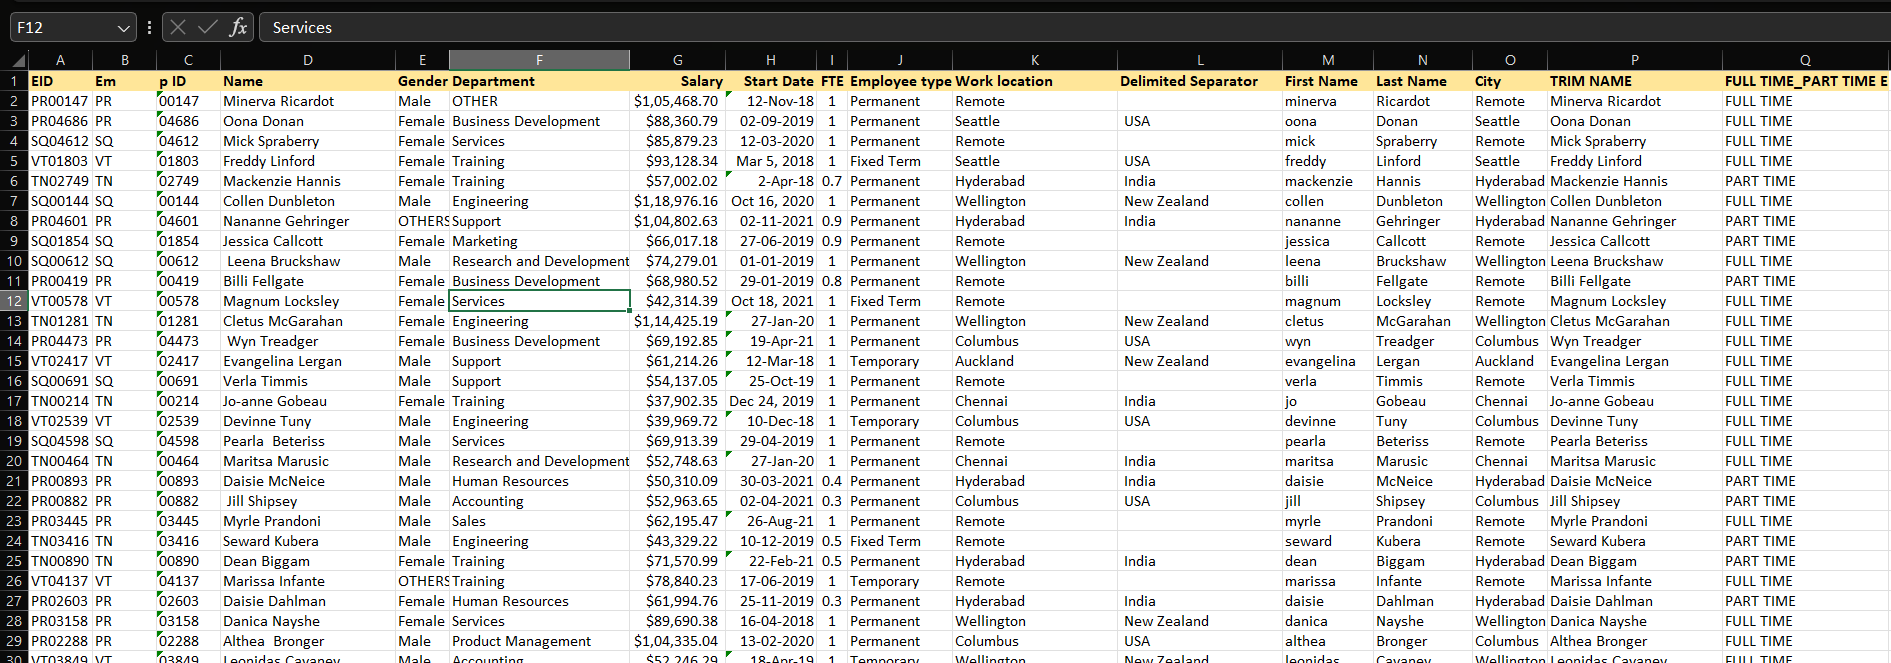 F12 fx Services
A B C D E F G H I J K L M N O P Q
1 EID Em p ID Name Gender Department Salary Start Date FTE Employee type Work location Delimited Separator First Name Last Name City TRIM NAME FULL TIME_PART TIME E
2 PR00147 PR 00147 Minerva Ricardot Male OTHER $1,05,468.70 12-Nov-18 1 Permanent Remote minerva Ricardot Remote Minerva Ricardot FULL TIME
3 PR04686 PR 04686 Oona Donan Female Business Development $88,360.79 02-09-2019 1 Permanent Seattle USA oona Donan Seattle Oona Donan FULL TIME
4 SQ04612 SQ 04612 Mick Spraberry Female Services $85,879.23 12-03-2020 1 Permanent Remote mick Spraberry Remote Mick Spraberry FULL TIME
5 VT01803 VT 01803 Freddy Linford Female Training $93,128.34 Mar 5, 2018 1 Fixed Term Seattle USA freddy Linford Seattle Freddy Linford FULL TIME
6 TN02749 TN 02749 Mackenzie Hannis Female Training $57,002.02 2-Apr-18 0.7 Permanent Hyderabad India mackenzie Hannis Hyderabad Mackenzie Hannis PART TIME
7 SQ00144 SQ 00144 Collen Dunbleton Male Engineering $1,18,976.16 Oct 16, 2020 1 Permanent Wellington New Zealand collen Dunbleton Wellington Collen Dunbleton FULL TIME
8 PR04601 PR 04601 Nananne Gehringer OTHERS Support $1,04,802.63 02-11-2021 0.9 Permanent Hyderabad India nananne Gehringer Hyderabad Nananne Gehringer PART TIME
9 SQ01854 SQ 01854 Jessica Callcott Female Marketing $66,017.18 27-06-2019 0.9 Permanent Remote jessica Callcott Remote Jessica Callcott PART TIME
10 SQ00612 SQ 00612 Leena Bruckshaw Male Research and Development $74,279.01 01-01-2019 1 Permanent Wellington New Zealand leena Bruckshaw Wellington Leena Bruckshaw FULL TIME
11 PR00419 PR 00419 Billi Fellgate Female Business Development $68,980.52 29-01-2019 0.8 Permanent Remote billi Fellgate Remote Billi Fellgate PART TIME
12 VT00578 VT 00578 Magnum Locksley Female Services $42,314.39 Oct 18, 2021 1 Fixed Term Remote magnum Locksley Remote Magnum Locksley FULL TIME
13 TN01281 TN 01281 Cletus McGarahan Female Engineering $1,14,425.19 27-Jan-20 1 Permanent Wellington New Zealand cletus McGarahan Wellington Cletus McGarahan FULL TIME
14 PR04473 PR 04473 Wyn Treadger Female Business Development $69,192.85 19-Apr-21 1 Permanent Columbus USA wyn Treadger Columbus Wyn Treadger FULL TIME
15 VT02417 VT 02417 Evangelina Lergan Male Support $61,214.26 12-Mar-18 1 Temporary Auckland New Zealand evangelina Lergan Auckland Evangelina Lergan FULL TIME
16 SQ00691 SQ 00691 Verla Timmis Male Support $54,137.05 25-Oct-19 1 Permanent Remote verla Timmis Remote Verla Timmis FULL TIME
17 TN00214 TN 00214 Jo-anne Gobeau Female Training $37,902.35 Dec 24, 2019 1 Permanent Chennai India jo Gobeau Chennai Jo-anne Gobeau FULL TIME
18 VT02539 VT 02539 Devinne Tuny Male Engineering $39,969.72 10-Dec-18 1 Temporary Columbus USA devinne Tuny Columbus Devinne Tuny FULL TIME
19 SQ04598 SQ 04598 Pearla Beteriss Male Services $69,913.39 29-04-2019 1 Permanent Remote pearla Beteriss Remote Pearla Beteriss FULL TIME
20 TN00464 TN 00464 Maritsa Marusic Male Research and Development $52,748.63 27-Jan-20 1 Permanent Chennai India maritsa Marusic Chennai Maritsa Marusic FULL TIME
21 PR00893 PR 00893 Daisie McNeice Male Human Resources $50,310.09 30-03-2021 0.4 Permanent Hyderabad India daisie McNeice Hyderabad Daisie McNeice PART TIME
22 PR00882 PR 00882 Jill Shipsey Male Accounting $52,963.65 02-04-2021 0.3 Permanent Columbus USA jill Shipsey Columbus Jill Shipsey PART TIME
23 PR03445 PR 03445 Myrle Prandoni Male Sales $62,195.47 26-Aug-21 1 Permanent Remote myrle Prandoni Remote Myrle Prandoni FULL TIME
24 TN03416 TN 03416 Seward Kubera Male Engineering $43,329.22 10-12-2019 0.5 Fixed Term Remote seward Kubera Remote Seward Kubera PART TIME
25 TN00890 TN 00890 Dean Biggam Female Training $71,570.99 22-Feb-21 0.5 Permanent Hyderabad India dean Biggam Hyderabad Dean Biggam PART TIME
26 VT04137 VT 04137 Marissa Infante OTHERS Training $78,840.23 17-06-2019 1 Temporary Remote marissa Infante Remote Marissa Infante FULL TIME
27 PR02603 PR 02603 Daisie Dahlman Female Human Resources $61,994.76 25-11-2019 0.3 Permanent Hyderabad India daisie Dahlman Hyderabad Daisie Dahlman PART TIME
28 PR03158 PR 03158 Danica Nayshe Female Services $89,690.38 16-04-2018 1 Permanent Wellington New Zealand danica Nayshe Wellington Danica Nayshe FULL TIME
29 PR02288 PR 02288 Althea Bronger Male Product Management $1,04,335.04 13-02-2020 1 Permanent Columbus USA althea Bronger Columbus Althea Bronger FULL TIME
30 VT03849 VT 03849 Leonidas Cavaney Male Accounting $52,246.29 18-Apr-19 1 Temporary Wellington New Zealand leonidas Cavaney Wellington Leonidas Cavaney FULL TIME